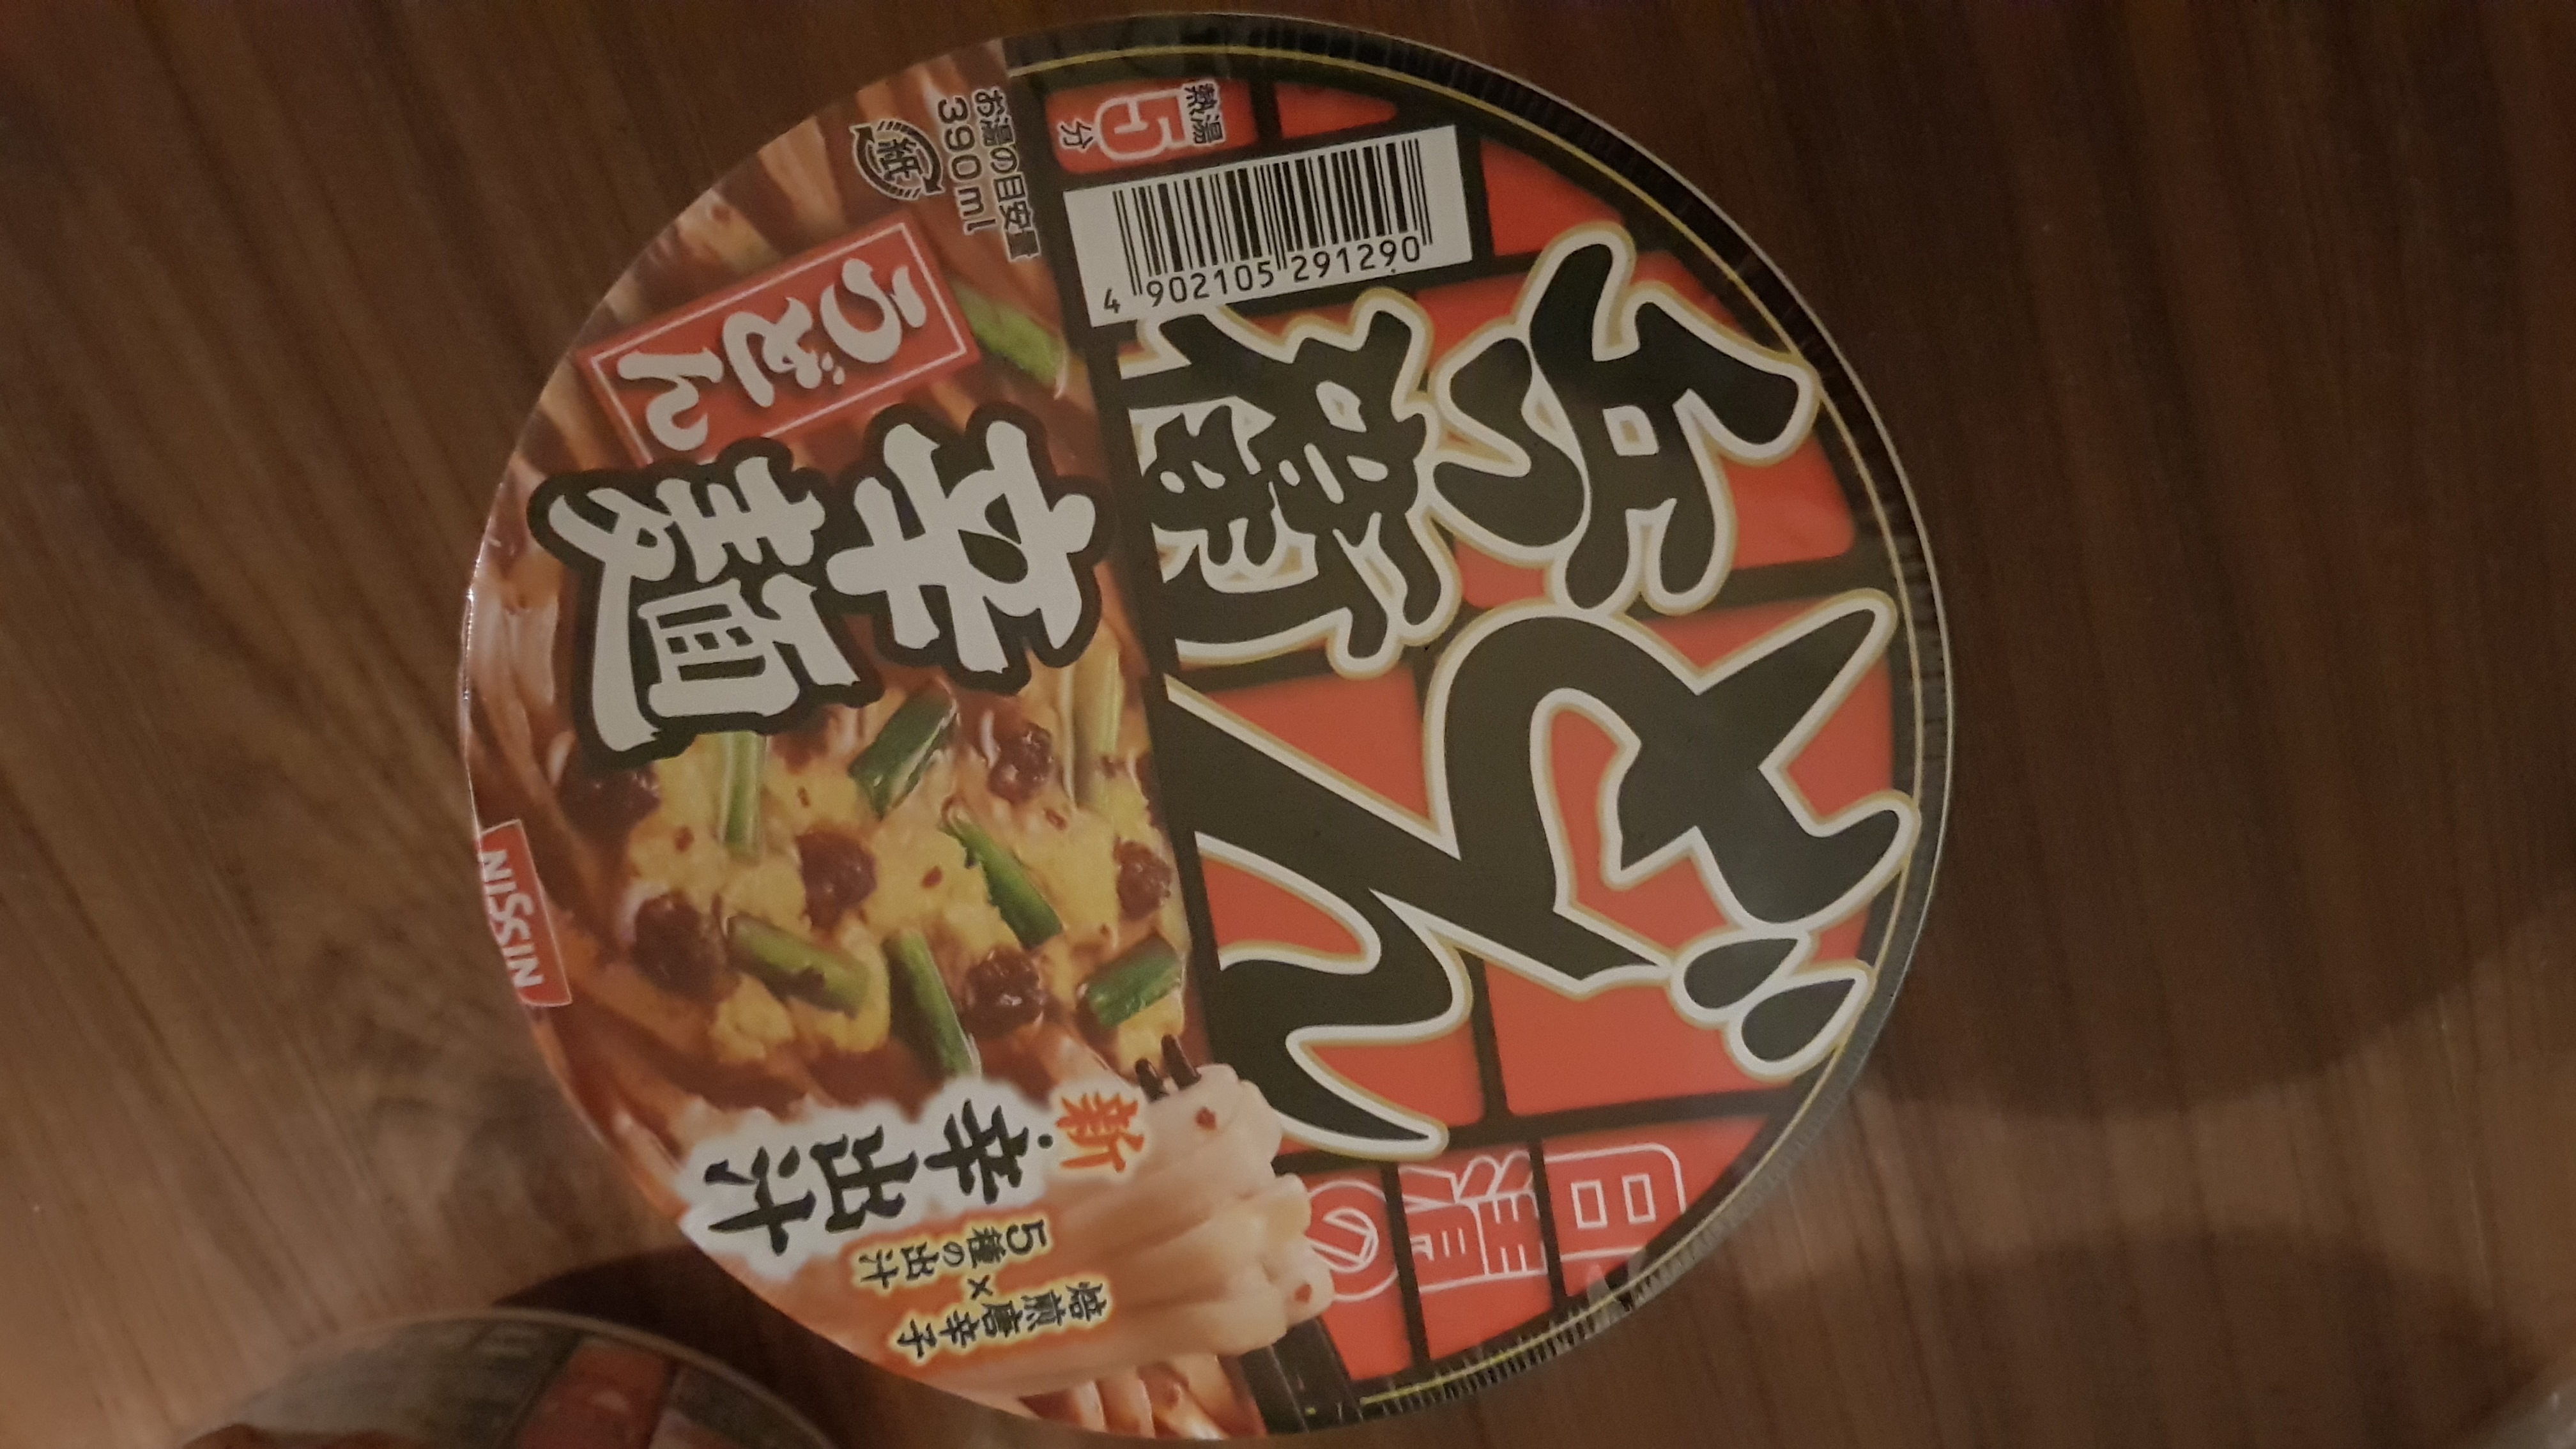 日清の
どん兵衛
熱湯
5分
4 902105 291290
お湯の目安量
390ml
紙
うどん
辛麺
新・辛出汁
焙煎唐辛子
×
5種の出汁
NISSIN